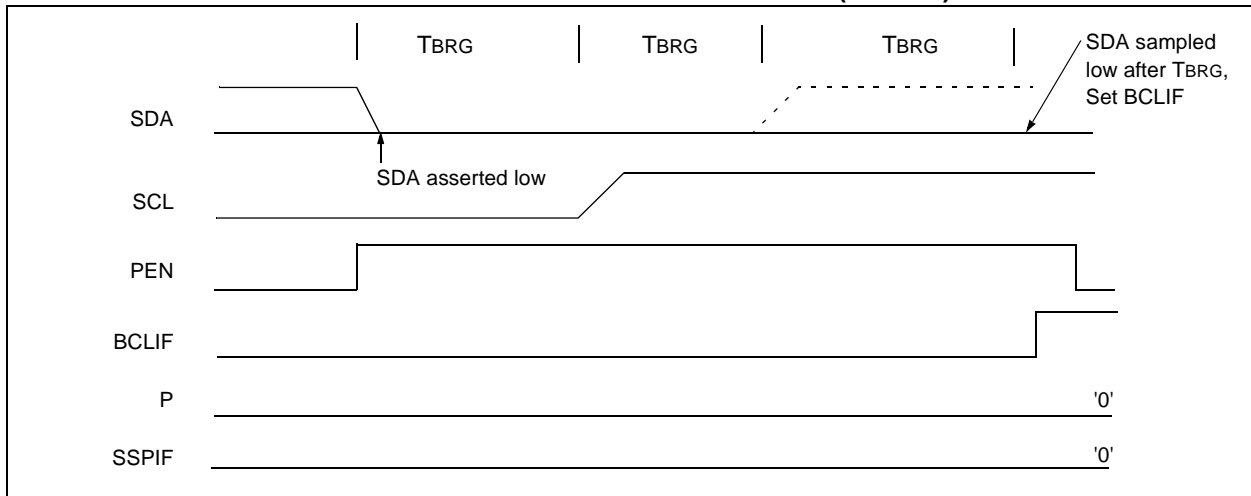 TBRG TBRG TBRG
SDA sampled
low after TBRG,
Set BCLIF
SDA
SDA asserted low
SCL
PEN
BCLIF
P '0'
SSPIF '0'